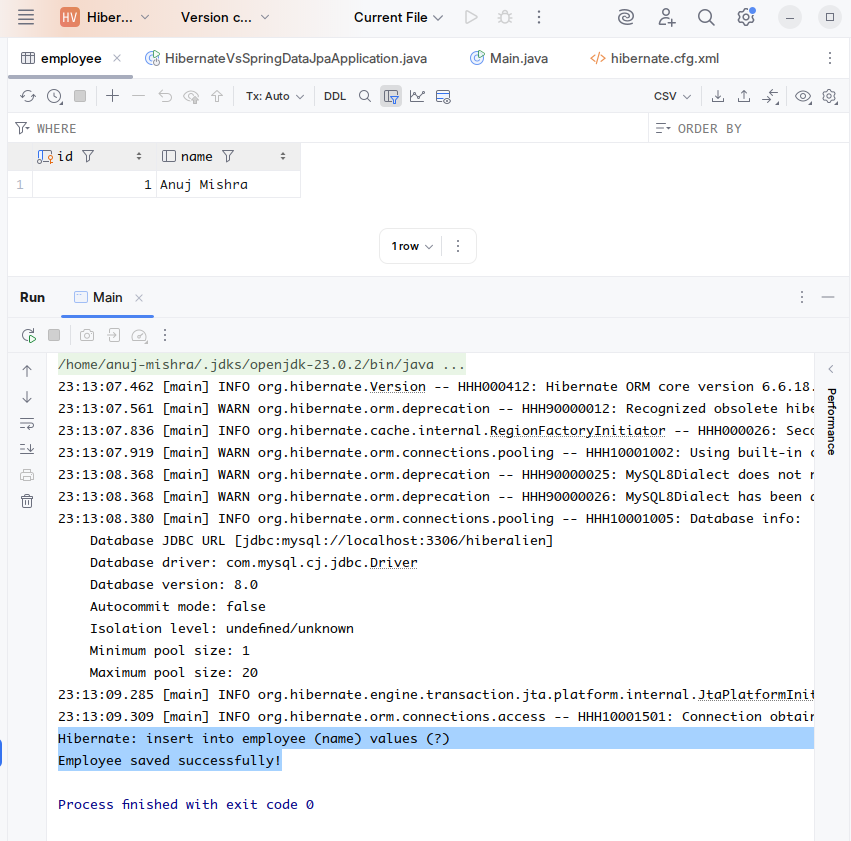 HV Hiber... Version c... Current File
employee HibernateVsSpringDataJpaApplication.java Main.java hibernate.cfg.xml
Tx: Auto DDL CSV
WHERE ORDER BY
id name
1 1 Anuj Mishra
1 row
Run Main
/home/anuj-mishra/.jdks/openjdk-23.0.2/bin/java ...
23:13:07.462 [main] INFO org.hibernate.Version -- HHH000412: Hibernate ORM core version 6.6.18.
23:13:07.561 [main] WARN org.hibernate.orm.deprecation -- HHH90000012: Recognized obsolete hibe
23:13:07.836 [main] INFO org.hibernate.cache.internal.RegionFactoryInitiator -- HHH000026: Seco
23:13:07.919 [main] WARN org.hibernate.orm.connections.pooling -- HHH10001002: Using built-in c
23:13:08.368 [main] WARN org.hibernate.orm.deprecation -- HHH90000025: MySQL8Dialect does not n
23:13:08.368 [main] WARN org.hibernate.orm.deprecation -- HHH90000026: MySQL8Dialect has been d
23:13:08.380 [main] INFO org.hibernate.orm.connections.pooling -- HHH10001005: Database info:
Database JDBC URL [jdbc:mysql://localhost:3306/hiberalien]
Database driver: com.mysql.cj.jdbc.Driver
Database version: 8.0
Autocommit mode: false
Isolation level: undefined/unknown
Minimum pool size: 1
Maximum pool size: 20
23:13:09.285 [main] INFO org.hibernate.engine.transaction.jta.platform.internal.JtaPlatformInit
23:13:09.309 [main] INFO org.hibernate.orm.connections.access -- HHH10001501: Connection obtain
Hibernate: insert into employee (name) values (?)
Employee saved successfully!
Process finished with exit code 0
Performance